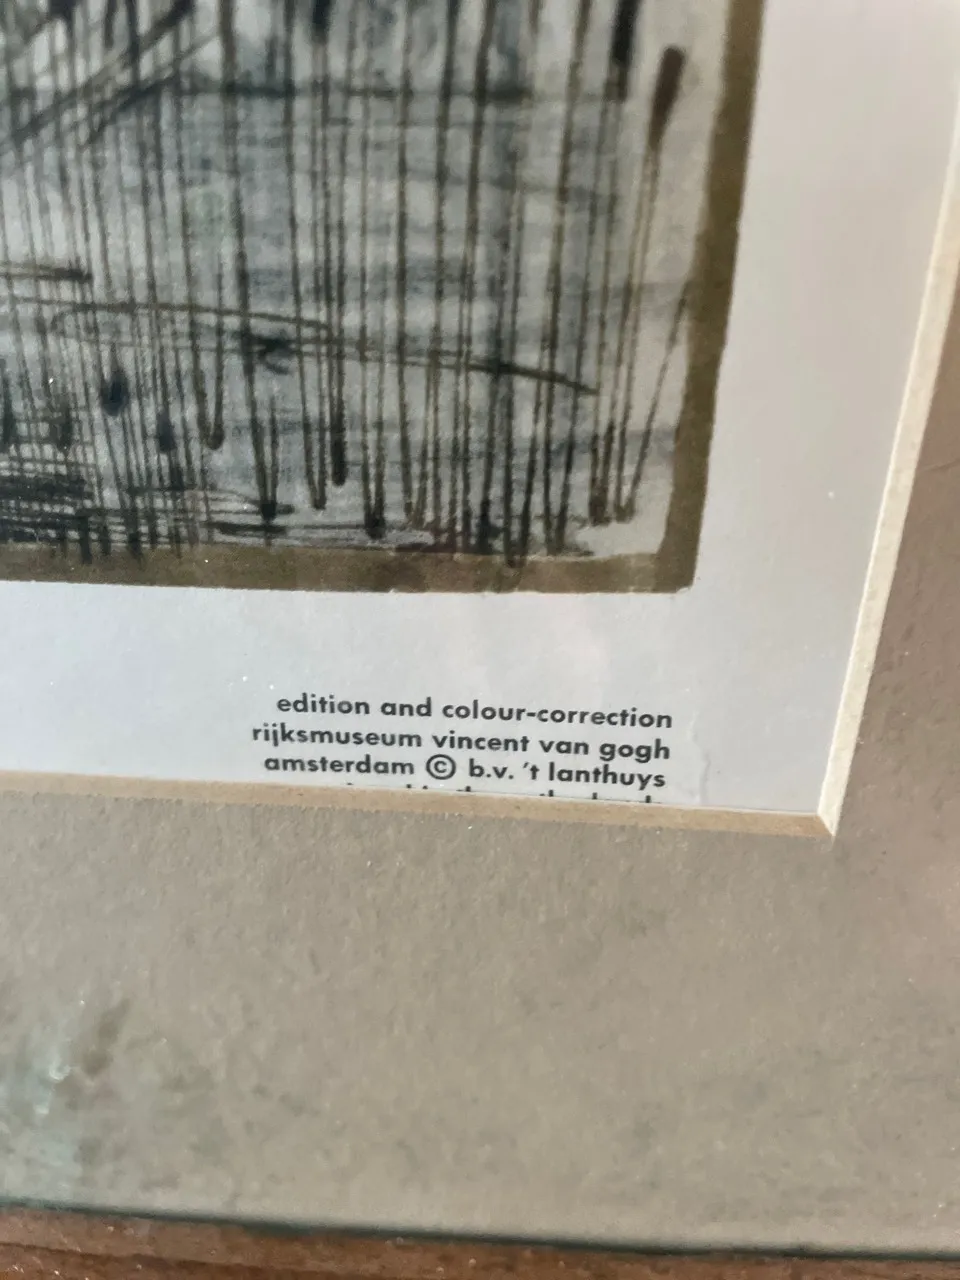 edition and colour-correction
rijksmuseum vincent van gogh
amsterdam © b.v. 't lanthuys